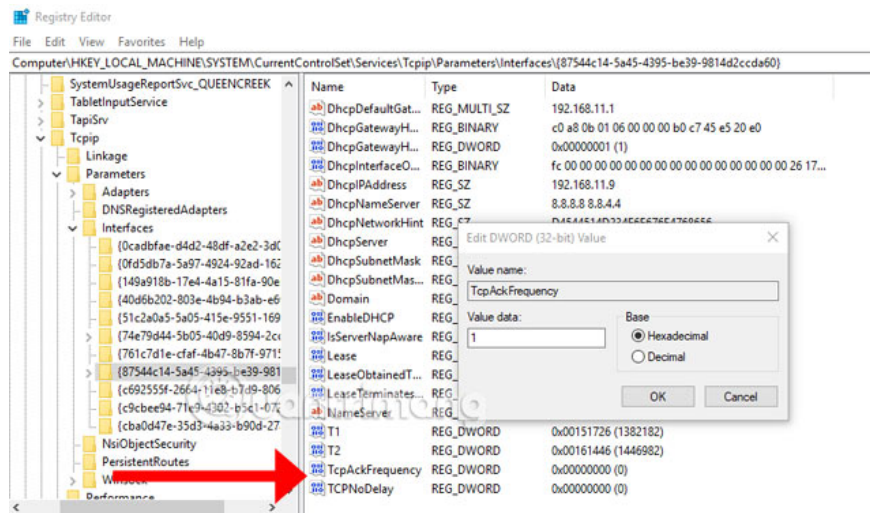 Registry Editor
File Edit View Favorites Help
Computer\HKEY_LOCAL_MACHINE\SYSTEM\CurrentControlSet\Services\Tcpip\Parameters\Interfaces\{87544c14-5a45-4395-be39-9814d2ccda60}
SystemUsageReportSvc_QUEENCREEK
TabletInputService
TapiSrv
Tcpip
Linkage
Parameters
Adapters
DNSRegisteredAdapters
Interfaces
{0cadbfae-d4d2-48df-a2e2-3d0
{0fd5db7a-5a97-4924-92ad-162
{149a918b-17e4-4a15-81fa-90e
{40d6b202-803e-4b94-b3ab-e6
{51c2a0a5-5a05-415e-9551-169
{74e79d44-5b05-40d9-8594-2cc
{761c7d1e-cfaf-4b47-8b7f-971
{87544c14-5a45-4395-be39-981
{c692555f-2664-11e8-b7d9-806
{c9cbee94-71e9-4302-b5c1-072
{cba0d47e-35d3-4a33-b90d-27
NsiObjectSecurity
PersistentRoutes
Performance
Name Type Data
DhcpDefaultGat... REG_MULTI_SZ 192.168.11.1
DhcpGatewayH... REG_BINARY c0 a8 0b 01 06 00 00 00 b0 c7 45 e5 20 e0
DhcpGatewayH... REG_DWORD 0x00000001 (1)
DhcpInterfaceO... REG_BINARY fc 00 00 00 00 00 00 00 00 00 00 00 00 00 00 00 26 17...
DhcpIPAddress REG_SZ 192.168.11.9
DhcpNameServer REG_SZ 8.8.8.8 8.8.4.4
DhcpNetworkHint REG_SZ
DhcpServer REG_
DhcpSubnetMask REG_
DhcpSubnetMas... REG_
Domain REG_
EnableDHCP REG_
IsServerNapAware REG_
Lease REG_
LeaseObtainedT... REG_
LeaseTerminates... REG_
NameServer REG_
T1 REG_DWORD 0x00151726 (1382182)
T2 REG_DWORD 0x00161446 (1446982)
TcpAckFrequency REG_DWORD 0x00000000 (0)
TCPNoDelay REG_DWORD 0x00000000 (0)
Edit DWORD (32-bit) Value
Value name:
TcpAckFrequency
Value data:
1
Base
Hexadecimal
Decimal
OK Cancel
uantrimang